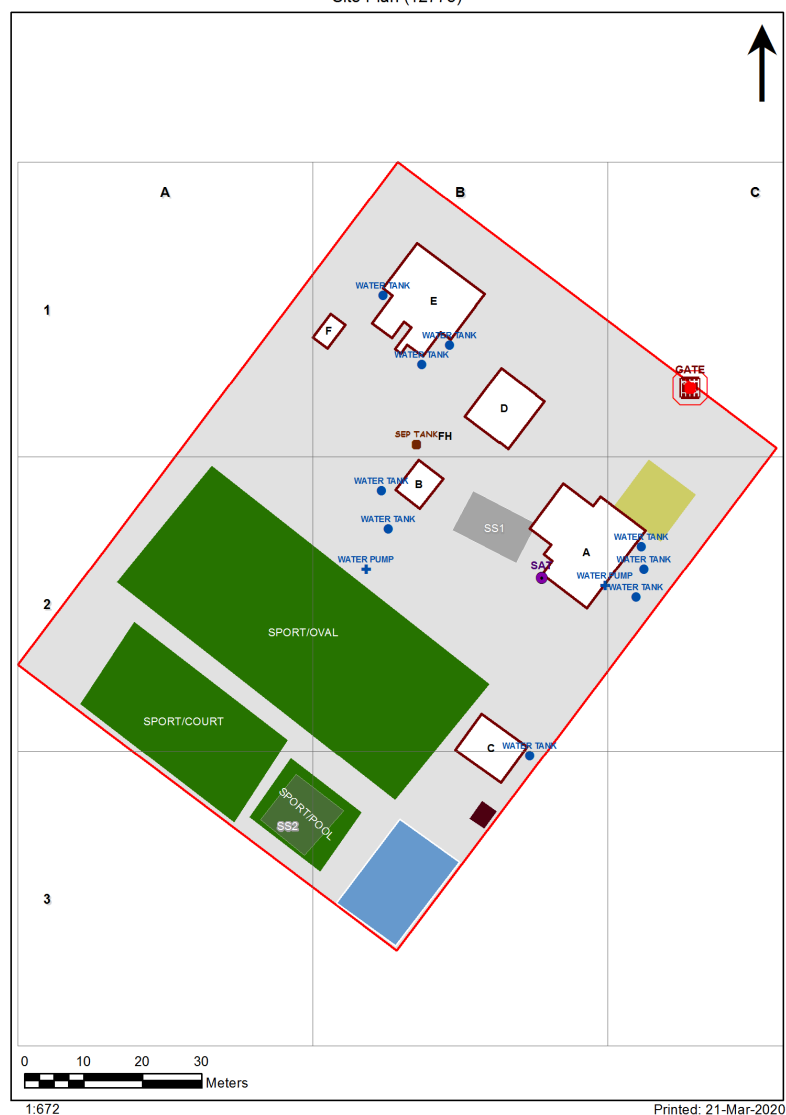 A
B
C
1
WATER TANK
E
F
WATER TANK
WATER TANK
GATE
D
SEP TANK
FH
B
WATER TANK
WATER TANK
SS1
A
WATER TANK
WATER PUMP
SAT
WATER TANK
WATER PUMP
WATER TANK
2
SPORT/OVAL
SPORT/COURT
C
WATER TANK
SPORT/POOL
SS2
3
0 10 20 30
Meters
1:672
Printed: 21-Mar-2020